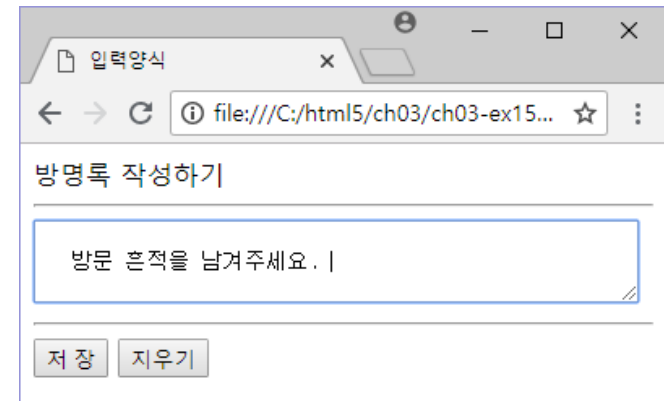 입력양식
file:///C:/html5/ch03/ch03-ex15...
방명록 작성하기
방문 흔적을 남겨주세요.
저 장 지우기